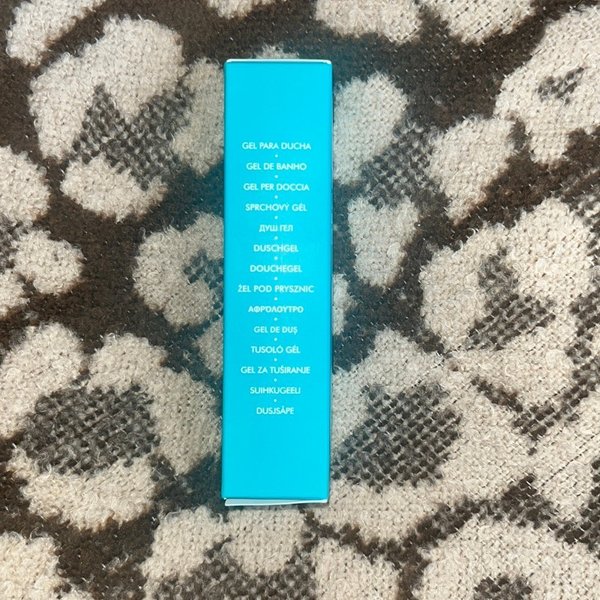 GEL PARA DUCHA
GEL DE BANHO
GEL PER DOCCIA
SPRCHOVÝ GÉL
ДУШ ГЕЛ
DUSCHGEL
DOUCHEGEL
ŻEL POD PRYSZNIC
ΑΦΡΌΛΟΥΤΡΟ
GEL DE DUȘ
TUSOLÓ GÉL
GEL ZA TUŠIRANJE
SUIHKUGEELI
DUSJSÅPE